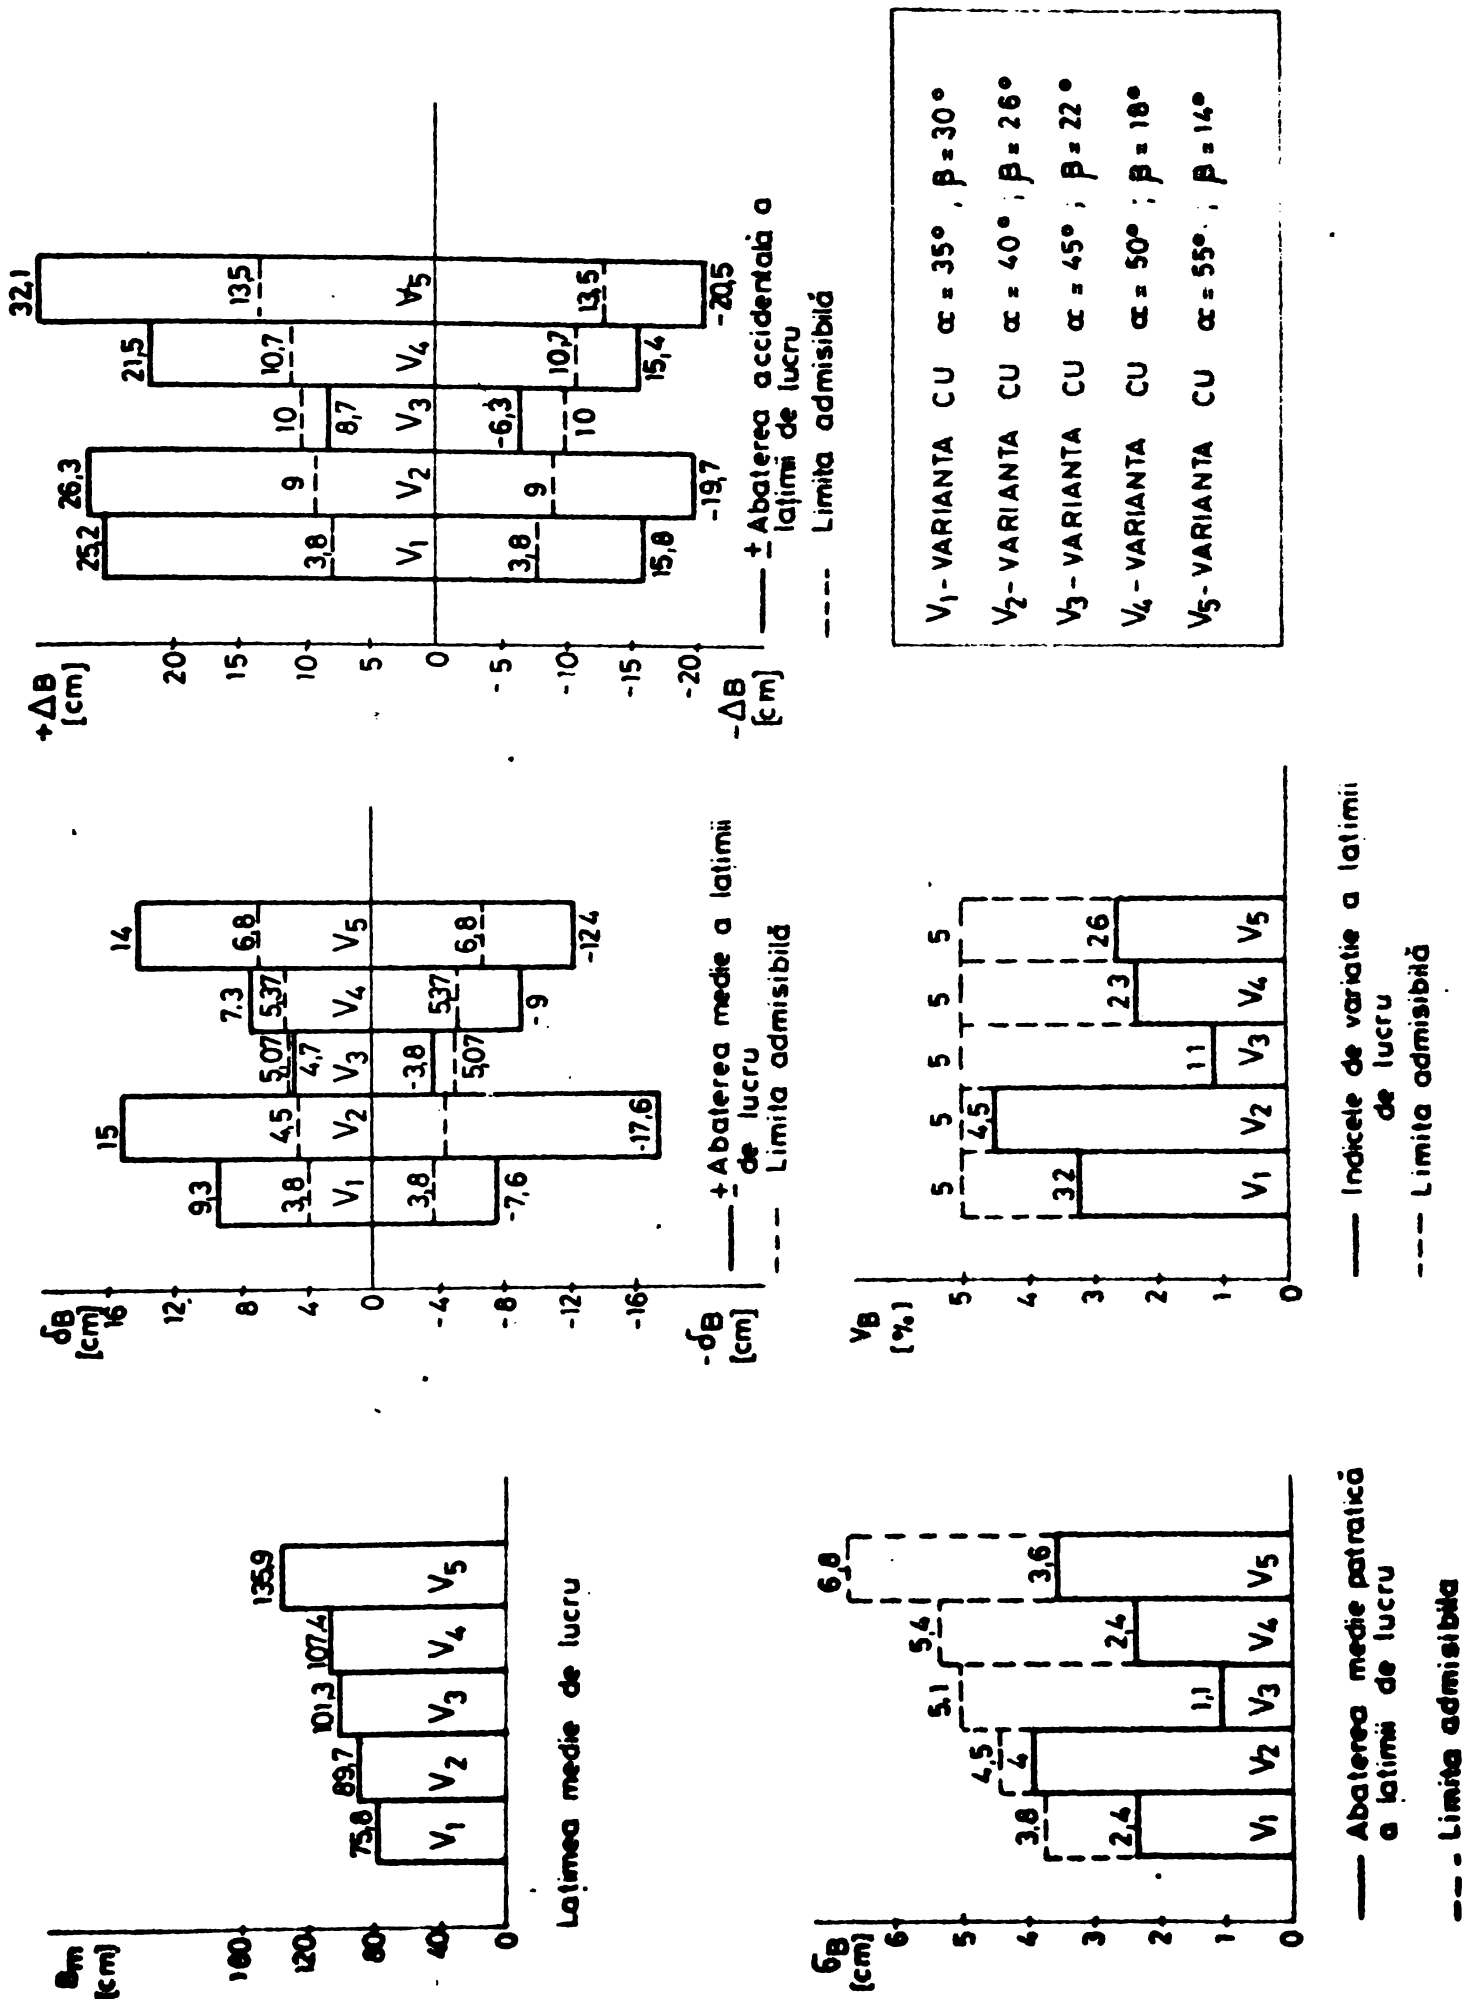 Bm
[cm]
160
120
80
40
0
75,8
89,7
101,3
107,4
135,9
V1
V2
V3
V4
V5
Lațimea medie de lucru
δB
[cm]
16
12
8
4
0
-4
-8
-12
-16
-δB
[cm]
9,3
15
5,07
7.3
14
3,8
4,5
4,7
5,37
6,8
V1
V2
V3
V4
V5
3,8
-3,8
5,37
6,8
-7,6
-17,6
5,07
-9
-12 4
± Abaterea medie a lațimii
de lucru
Limita admisibilă
+ΔB
[cm]
20
15
10
5
0
-5
-10
-15
-20
-ΔB
[cm]
25,2
26,3
10
21,5
32,1
3,8
9
8,7
10,7
13,5
V1
V2
V3
V4
V5
3,8
9
-6,3
10,7
13,5
15,8
-19,7
10
15,4
-20,5
± Abaterea accidentală a
lațimii de lucru
Limita admisibilă
ϬB
[cm]
6
5
4
3
2
1
0
3,8
4,5
5,1
5,4
6,8
2,4
4
1,1
2,4
3,6
V1
V2
V3
V4
V5
Abaterea medie patratică
a lațimii de lucru
Limita admisibila
VB
[%]
5
4
3
2
1
0
5
5
5
5
5
3 2
4,5
1 1
2 3
2 6
V1
V2
V3
V4
V5
Indicele de variatie a latimii
de lucru
Limita admisibilă
V1 - VARIANTA CU α = 35° , β = 30°
V2 - VARIANTA CU α = 40° ; β = 26°
V3 - VARIANTA CU α = 45° ; β = 22°
V4 - VARIANTA CU α = 50° ; β = 18°
V5 - VARIANTA CU α = 55° ; β = 14°